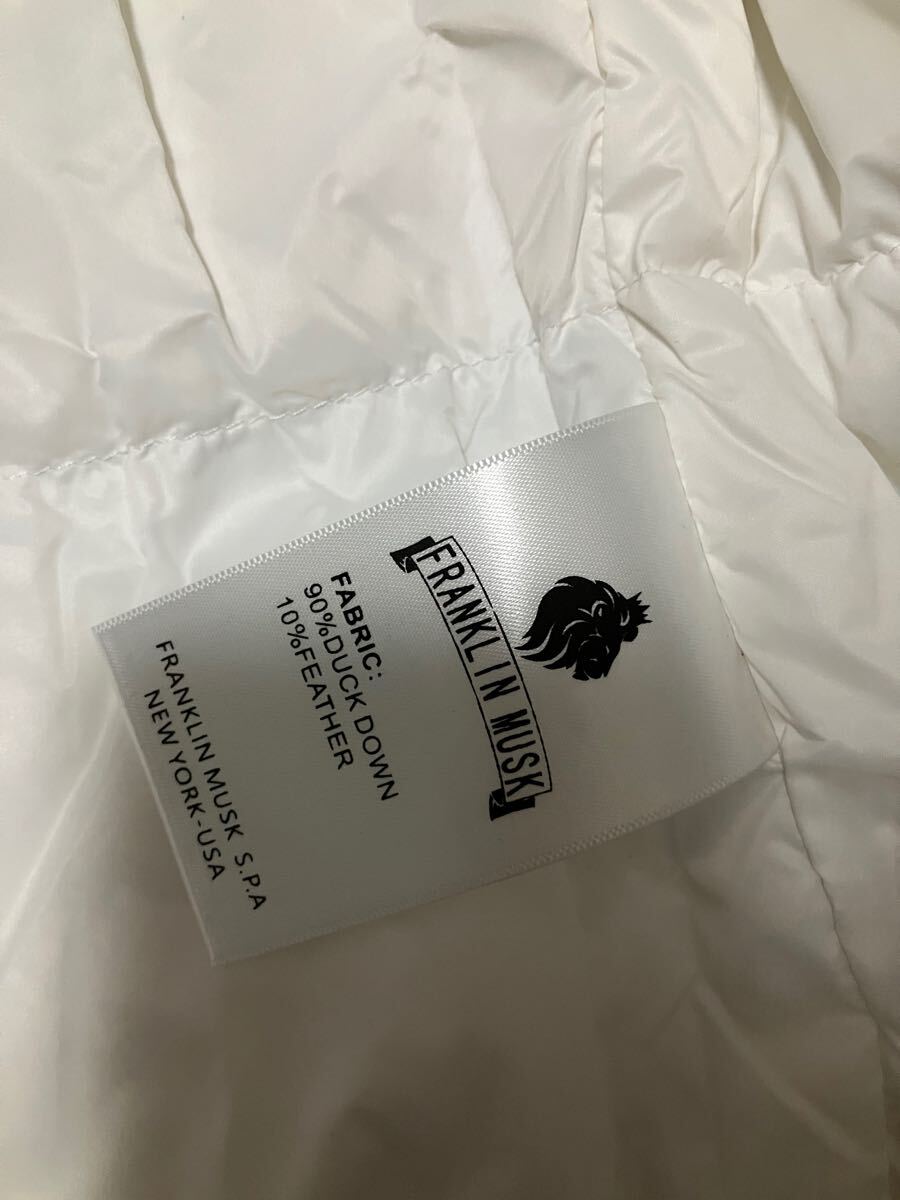 FRANKLIN MUSK
FABRIC:
90%DUCK DOWN
10%FEATHER
FRANKLIN MUSK S.P.A
NEW YORK-USA